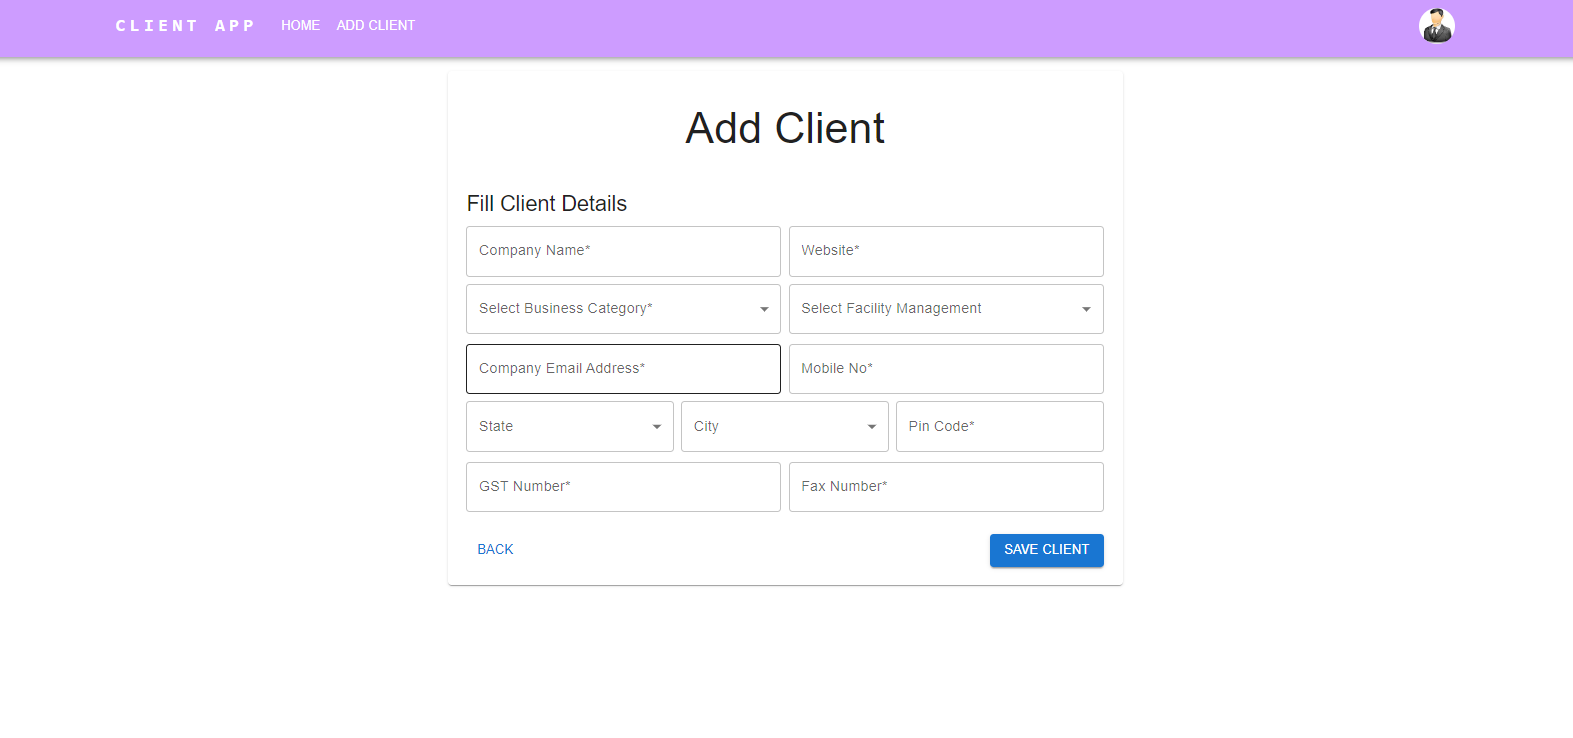 CLIENT APP HOME ADD CLIENT
Add Client
Fill Client Details
Company Name* Website*
Select Business Category* Select Facility Management
Company Email Address* Mobile No*
State City Pin Code*
GST Number* Fax Number*
BACK SAVE CLIENT